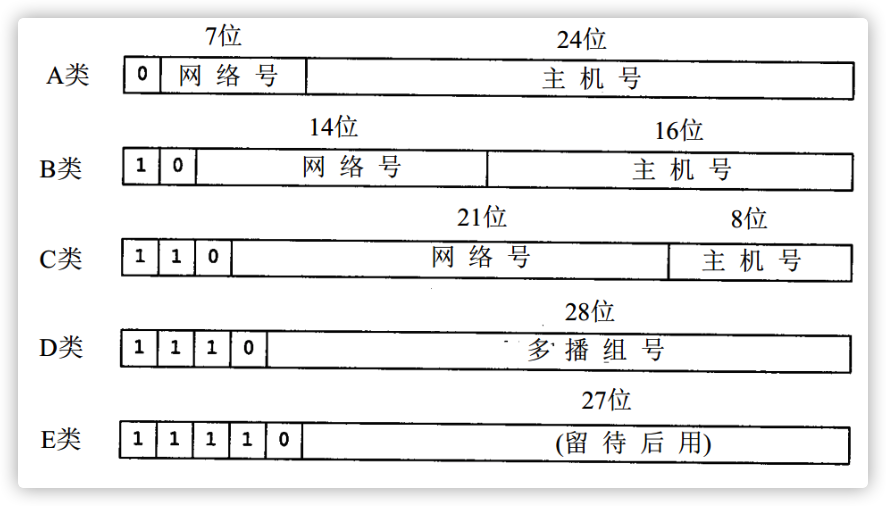 7位 24位
A类 0 网络号 主机号
14位 16位
B类 1 0 网络号 主机号
21位 8位
C类 1 1 0 网络号 主机号
28位
D类 1 1 1 0 多播组号
27位
E类 1 1 1 1 0 (留待后用)